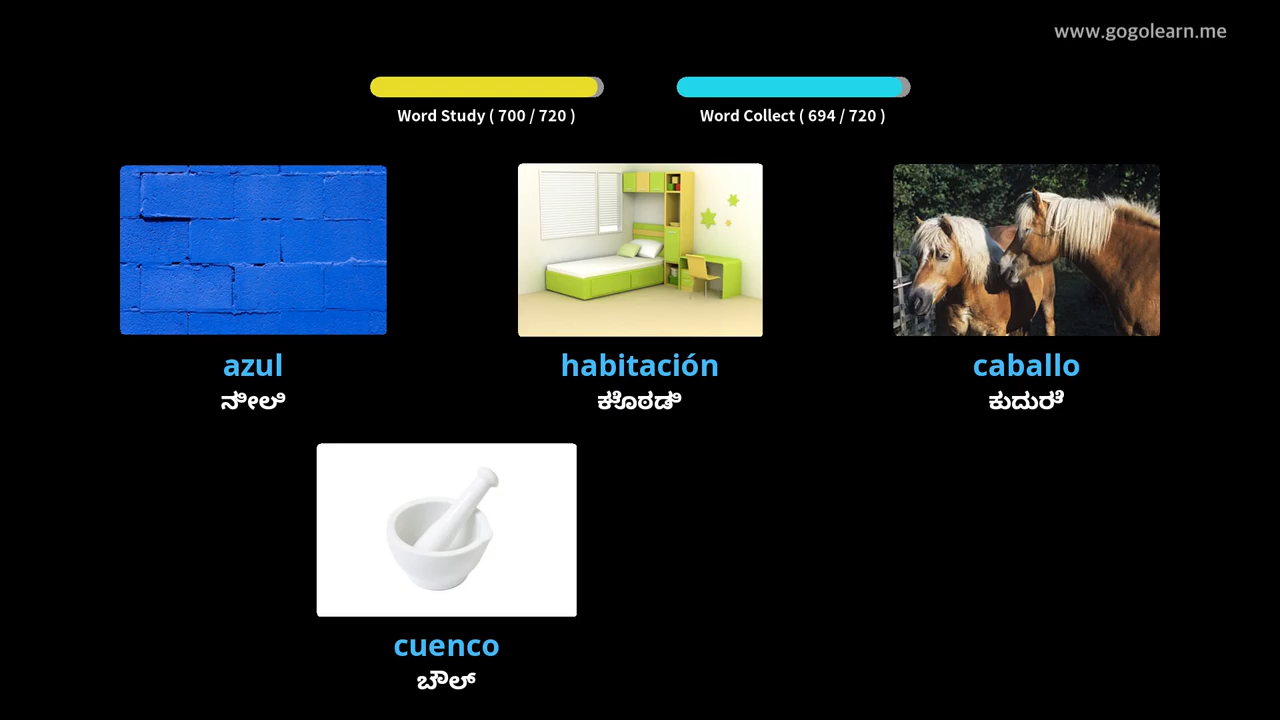 www.gogolearn.me
Word Study ( 700 / 720 )
Word Collect ( 694 / 720 )
azul
habitación
caballo
ನೀಲಿ
ಕೊಠಡಿ
ಕುದುರೆ
cuenco
ಬೌಲ್